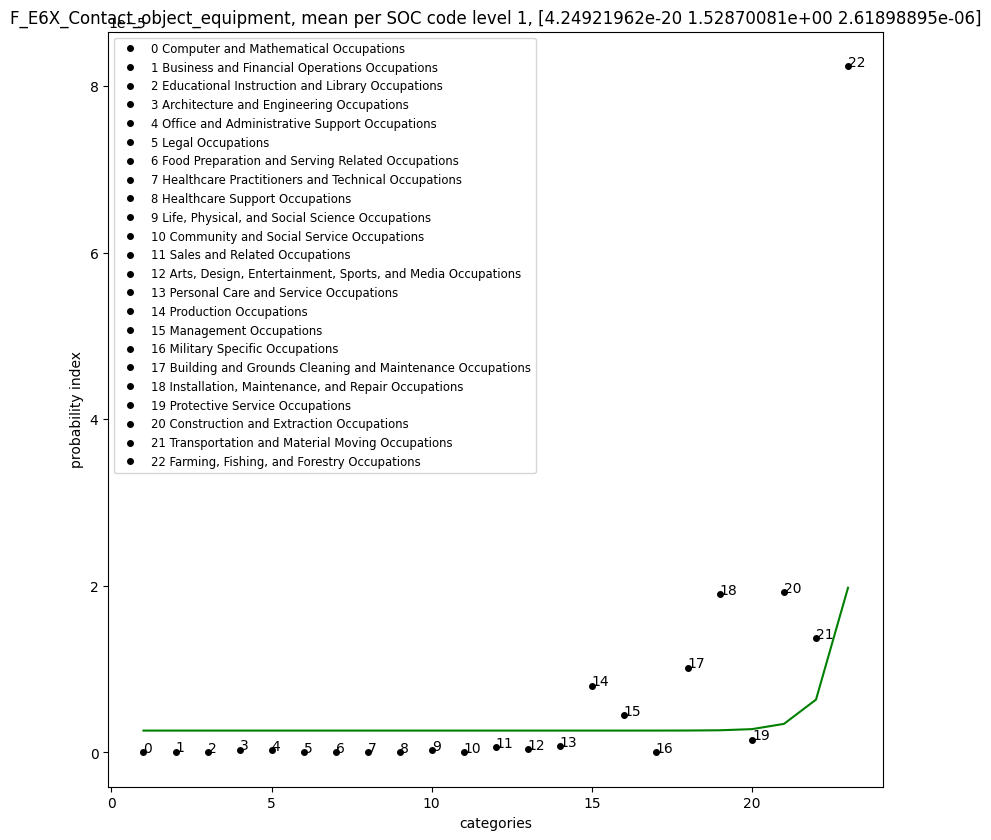 F_E6X_Contact_object_equipment, mean per SOC code level 1, [4.24921962e-20 1.52870081e+00 2.61898895e-06]
1e−5
0 Computer and Mathematical Occupations
1 Business and Financial Operations Occupations
2 Educational Instruction and Library Occupations
3 Architecture and Engineering Occupations
4 Office and Administrative Support Occupations
5 Legal Occupations
6 Food Preparation and Serving Related Occupations
7 Healthcare Practitioners and Technical Occupations
8 Healthcare Support Occupations
9 Life, Physical, and Social Science Occupations
10 Community and Social Service Occupations
11 Sales and Related Occupations
12 Arts, Design, Entertainment, Sports, and Media Occupations
13 Personal Care and Service Occupations
14 Production Occupations
15 Management Occupations
16 Military Specific Occupations
17 Building and Grounds Cleaning and Maintenance Occupations
18 Installation, Maintenance, and Repair Occupations
19 Protective Service Occupations
20 Construction and Extraction Occupations
21 Transportation and Material Moving Occupations
22 Farming, Fishing, and Forestry Occupations
probability index
8
6
4
2
0
22
18
20
21
17
14
15
19
0
1
2
3
4
5
6
7
8
9
10
11
12
13
16
0
5
10
15
20
categories